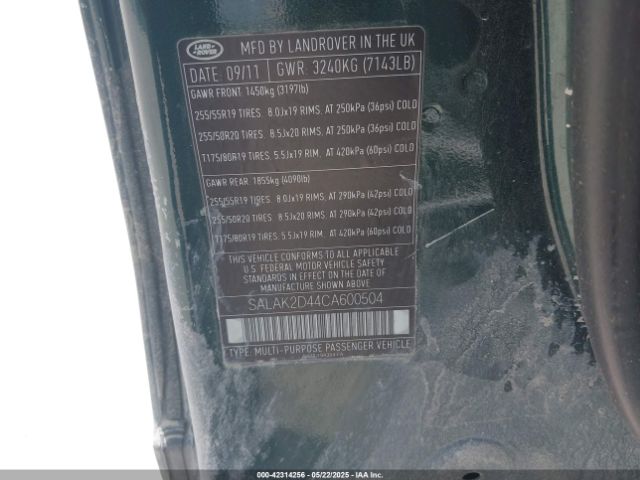 LAND ROVER
MFD BY LANDROVER IN THE UK
DATE: 09/11 GWR: 3240KG (7143LB)
GAWR FRONT: 1450kg (3197lb)
255/55R19 TIRES. 8.0Jx19 RIMS. AT 250kPa (36psi) COLD
255/50R20 TIRES. 8.5Jx20 RIMS. AT 250kPa (36psi) COLD
T175/80R19 TIRES. 5.5Jx19 RIM. AT 420kPa (60psi) COLD
GAWR REAR: 1855kg (4090lb)
255/55R19 TIRES. 8.0Jx19 RIMS. AT 290kPa (42psi) COLD
255/50R20 TIRES. 8.5Jx20 RIMS. AT 290kPa (42psi) COLD
T175/80R19 TIRES. 5.5Jx19 RIM. AT 420kPa (60psi) COLD
THIS VEHICLE CONFORMS TO ALL APPLICABLE
U.S. FEDERAL MOTOR VEHICLE SAFETY
STANDARDS IN EFFECT ON THE DATE OF
MANUFACTURE SHOWN ABOVE
SALAK2D44CA600504
TYPE: MULTI-PURPOSE PASSENGER VEHICLE
000-42314256 - 05/22/2025 - IAAI.com